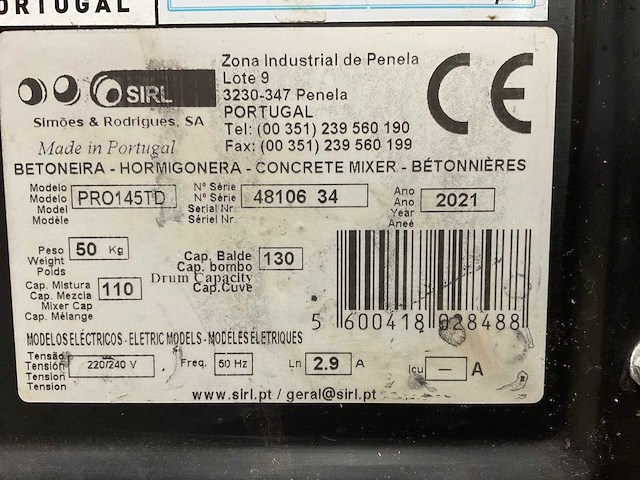 PORTUGAL
SIRL
Simões & Rodrigues, SA
Made in Portugal
Zona Industrial de Penela
Lote 9
3230-347 Penela
PORTUGAL
Tel: (00 351) 239 560 190
Fax: (00 351) 239 560 199
CE
BETONEIRA - HORMIGONERA - CONCRETE MIXER - BÉTONNIÈRES
Modelo
Modelo
Model
Modèle
PRO145TD
Nº Série
Nº Série
Serial Nr.
Sériel Nr.
48106 34
Ano
Ano
Year
Aneé
2021
Peso
Weight
Poids
50 Kg
Cap. Balde
Cap. bombo
Drum Capacity
Cap.Cuve
130
Cap. Mistura
Cap. Mezcla
Mixer Cap
Cap. Mélange
110
5 600418 028488
MODELOS ELÉCTRICOS - ELETRIC MODELS - MODELES ÉLETRIQUES
Tensão
Tensión
Tension
Tension
220/240 V
Freq. 50 Hz
Ln 2.9 A
Icu — A
www.sirl.pt / geral@sirl.pt